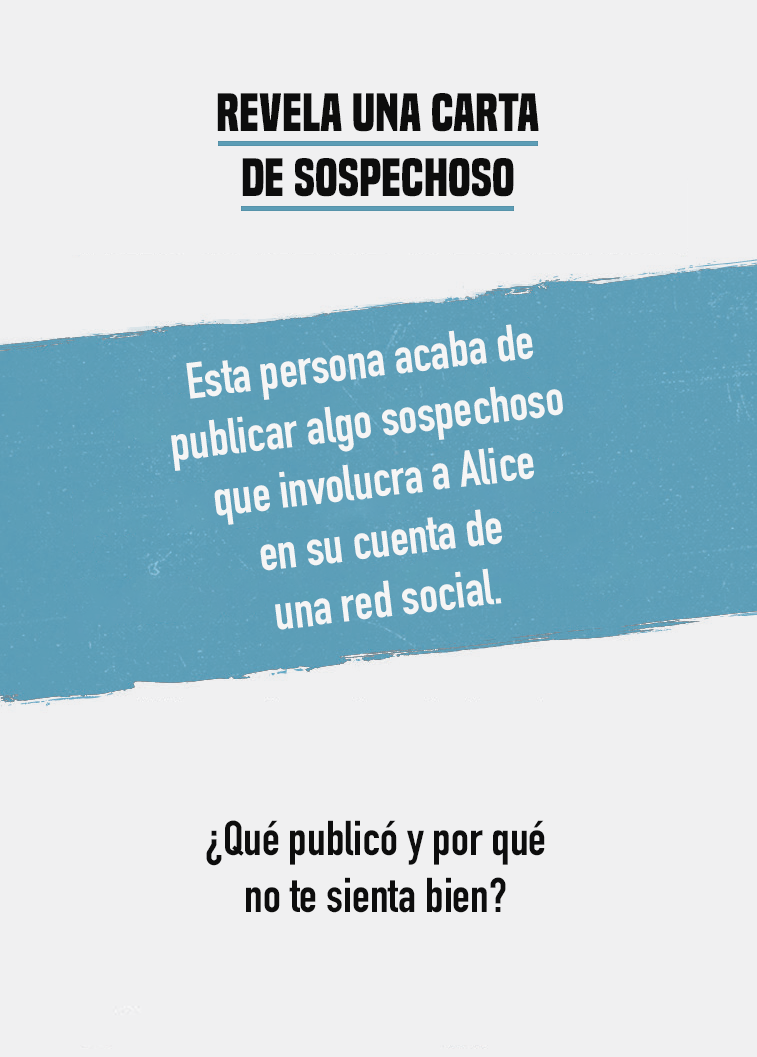 REVELA UNA CARTA
DE SOSPECHOSO
Esta persona acaba de
publicar algo sospechoso
que involucra a Alice
en su cuenta de
una red social.
¿Qué publicó y por qué
no te sienta bien?